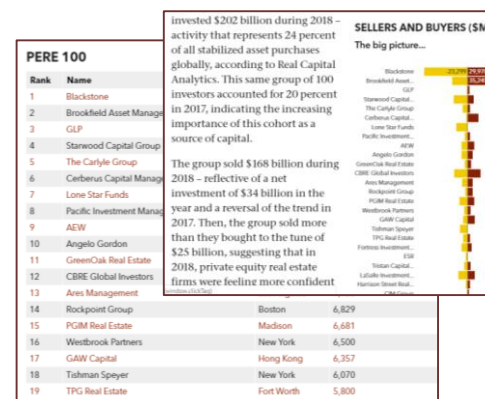 PERE 100
Rank Name
1 Blackstone
2 Brookfield Asset Manage
3 GLP
4 Starwood Capital Group
5 The Carlyle Group
6 Cerberus Capital Manag
7 Lone Star Funds
8 Pacific Investment Manag
9 AEW
10 Angelo Gordon
11 GreenOak Real Estate
12 CBRE Global Investors
13 Ares Management
14 Rockpoint Group Boston 6,829
15 PGIM Real Estate Madison 6,681
16 Westbrook Partners New York 6,500
17 GAW Capital Hong Kong 6,357
18 Tishman Speyer New York 6,070
19 TPG Real Estate Fort Worth 5,800
invested $202 billion during 2018 –
activity that represents 24 percent
of all stabilized asset purchases
globally, according to Real Capital
Analytics. This same group of 100
investors accounted for 20 percent
in 2017, indicating the increasing
importance of this cohort as a
source of capital.
The group sold $168 billion during
2018 – reflective of a net
investment of $34 billion in the
year and a reversal of the trend in
2017. Then, the group sold more
than they bought to the tune of
$25 billion, suggesting that in
2018, private equity real estate
firms were feeling more confident
SELLERS AND BUYERS ($M
The big picture...
Blackstone
Brookfield Asset...
GLP
Starwood Capital...
The Carlyle Group
Cerberus Capital...
Lone Star Funds
Pacific Investment...
AEW
Angelo Gordon
GreenOak Real Estate
CBRE Global Investors
Ares Management
Rockpoint Group
PGIM Real Estate
Westbrook Partners
GAW Capital
Tishman Speyer
TPG Real Estate
Fortress Investment...
ESR
Tristan Capital...
LaSalle Investment...
Harrison Street Real...